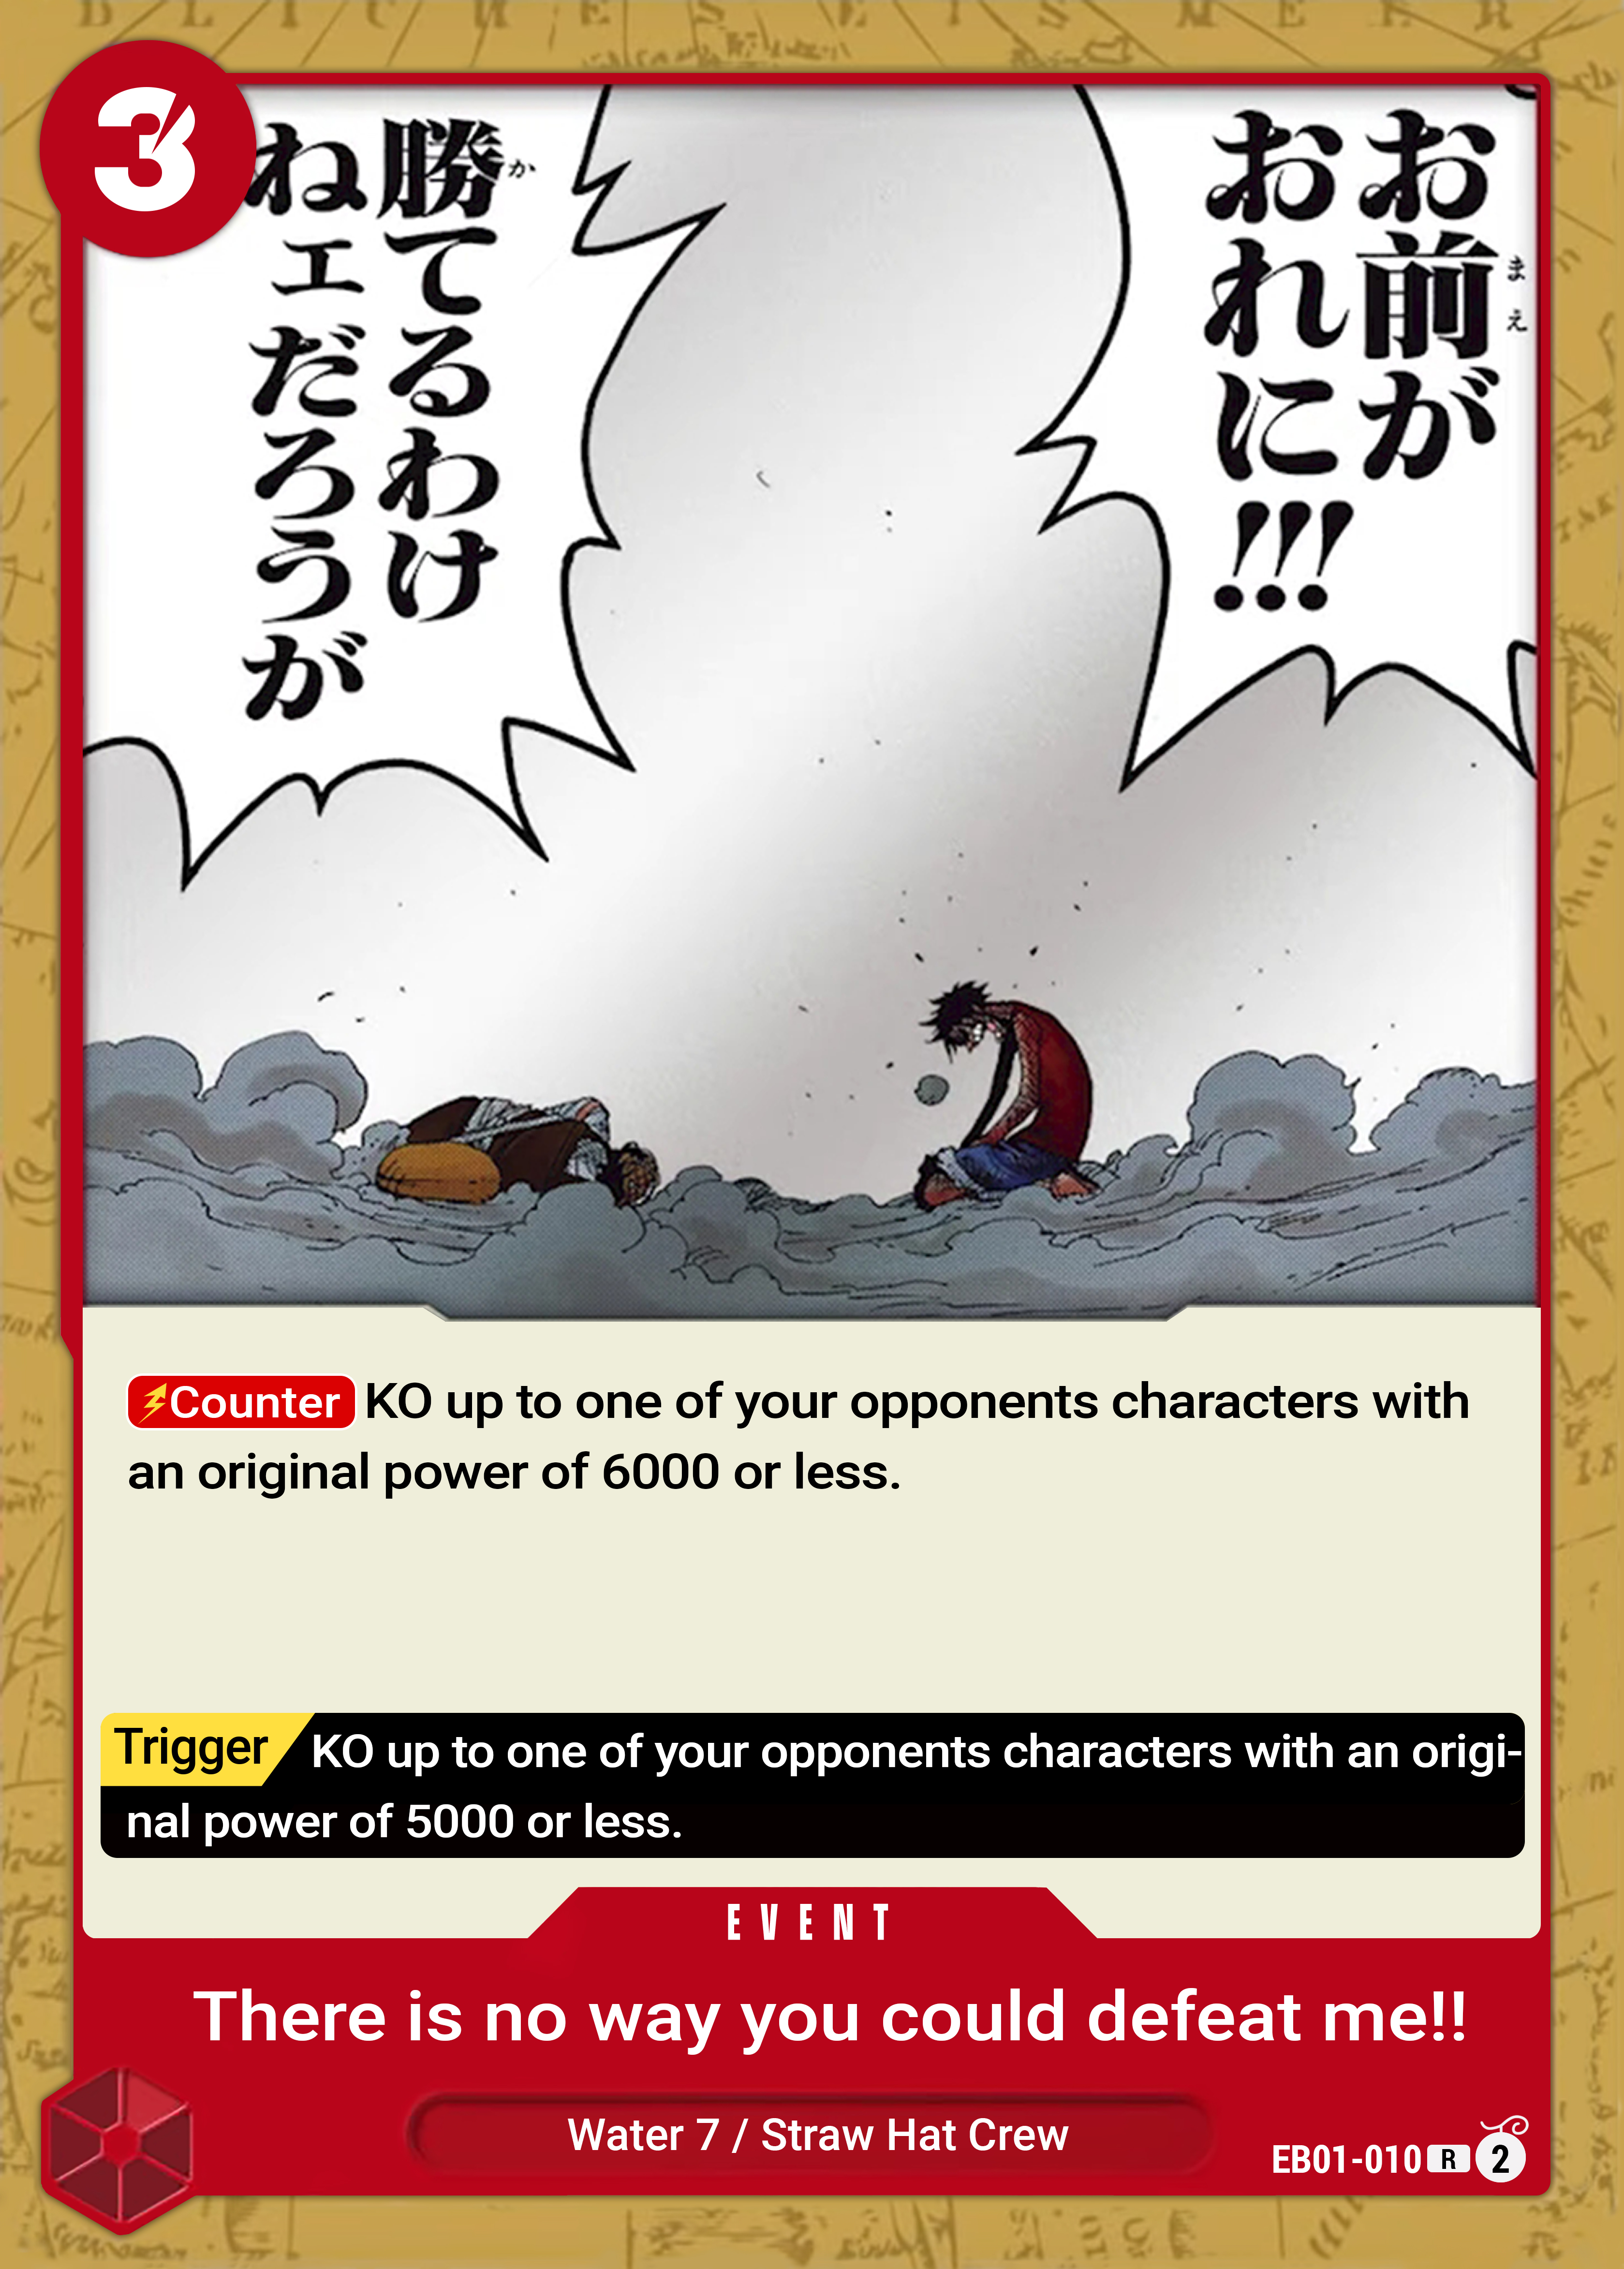 3
お前が
おれに!!!
勝てるわけ
ねェだろうが
Counter KO up to one of your opponents characters with
an original power of 6000 or less.
Trigger KO up to one of your opponents characters with an origi-
nal power of 5000 or less.
EVENT
There is no way you could defeat me!!
Water 7 / Straw Hat Crew
EB01-010 R 2